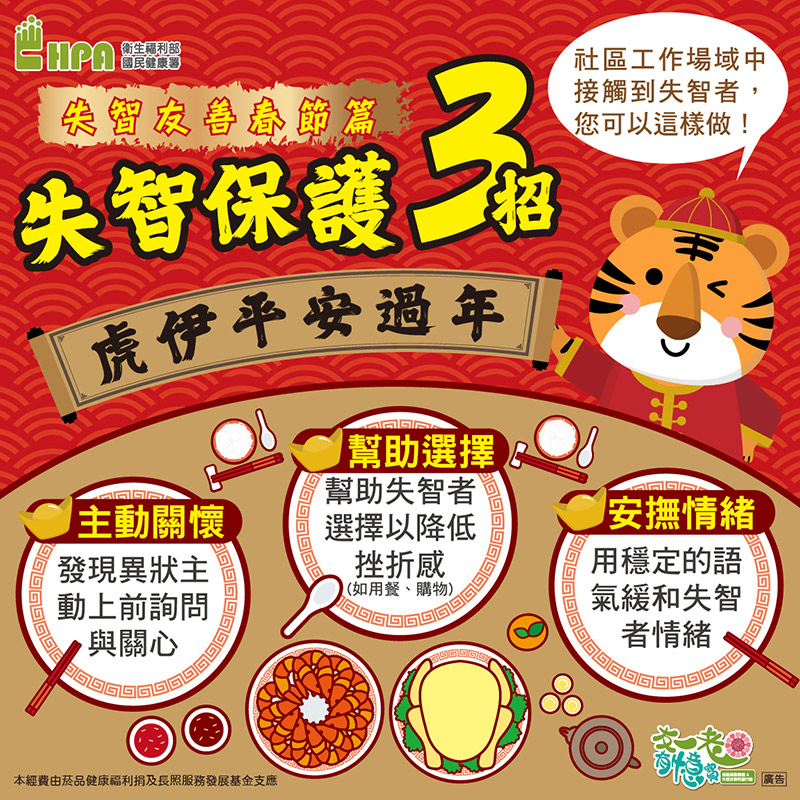 HPA 衛生福利部
國民健康署
失智友善春節篇
失智保護3招
社區工作場域中
接觸到失智者，
您可以這樣做！
虎伊平安過年
主動關懷
發現異狀主
動上前詢問
與關心
幫助選擇
幫助失智者
選擇以降低
挫折感
(如用餐、購物)
安撫情緒
用穩定的語
氣緩和失智
者情緒
本經費由菸品健康福利捐及長照服務發展基金支應
廣告